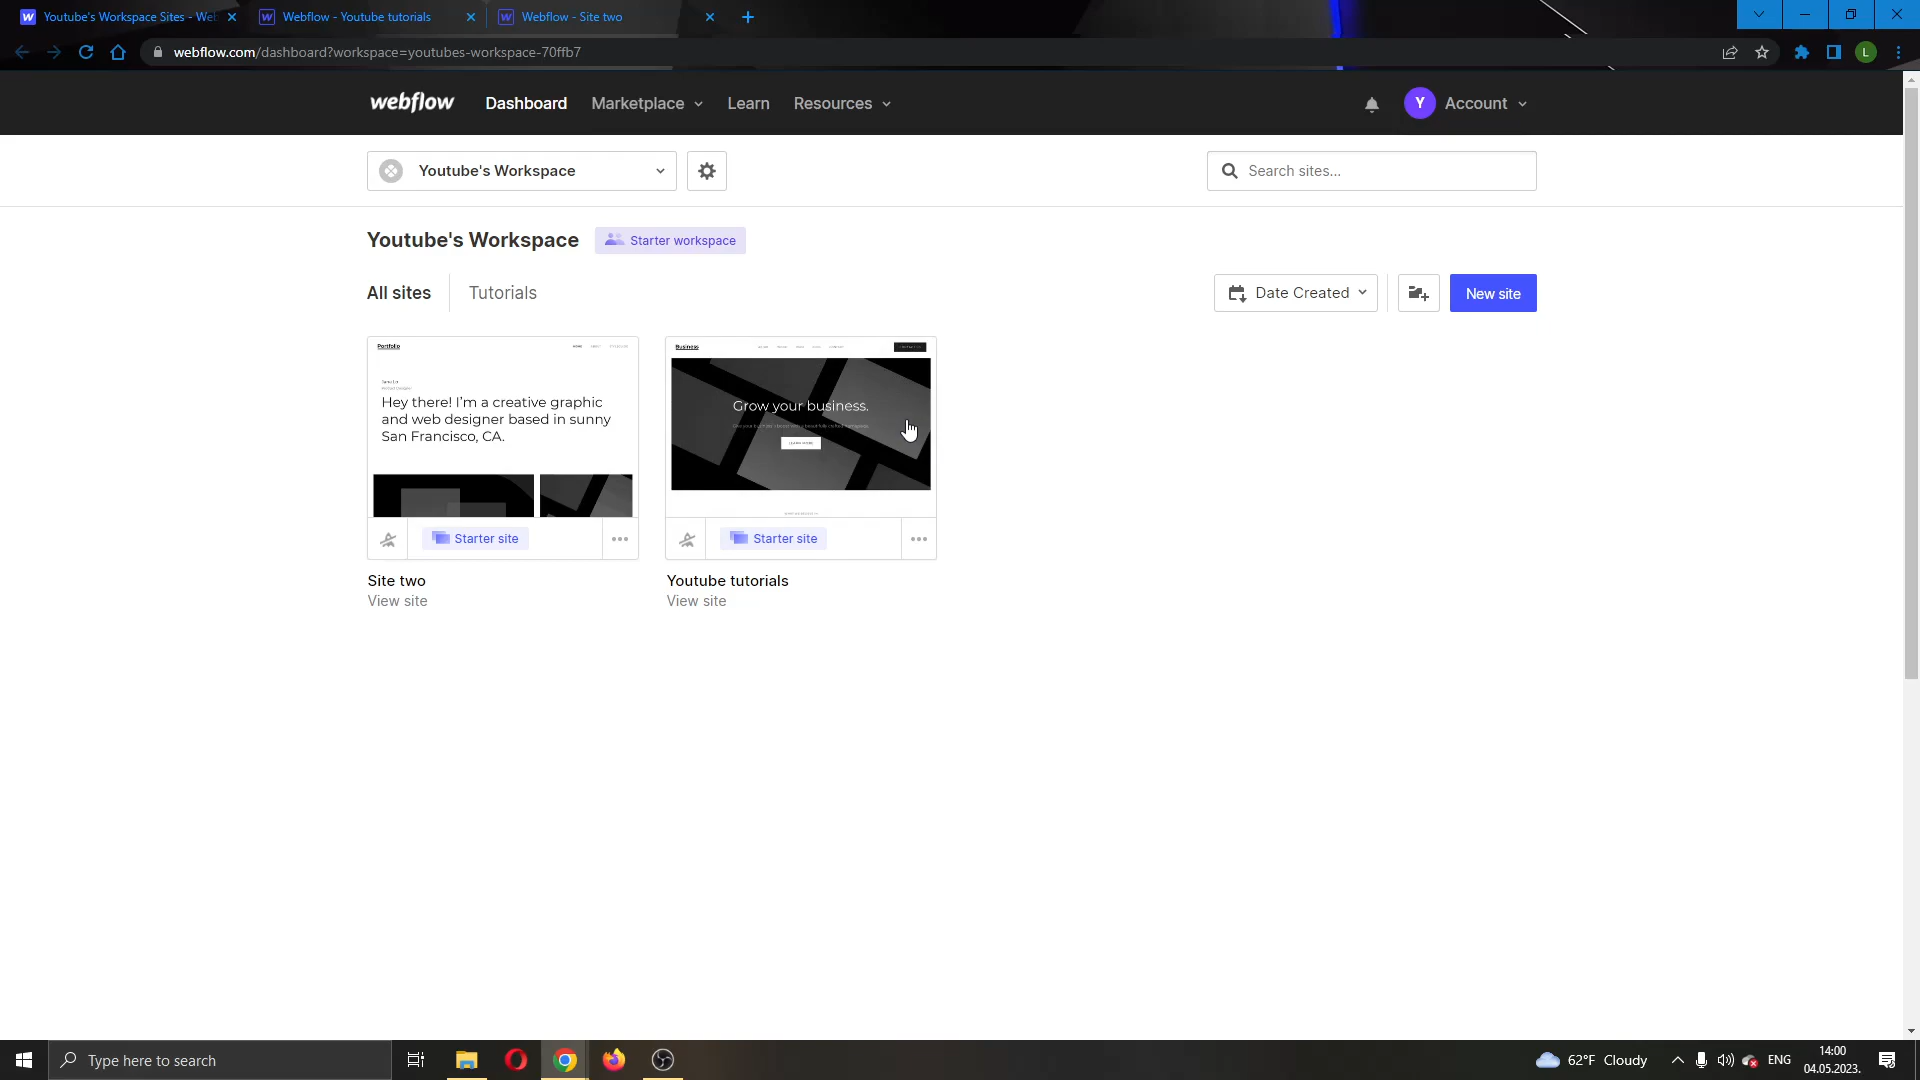 Youtube's Workspace Sites - Web
Webflow - Youtube tutorials
Webflow - Site two
webflow.com/dashboard?workspace=youtubes-workspace-70ffb7
L
webflow
Dashboard
Marketplace
Learn
Resources
Y
Account
Youtube's Workspace
Search sites...
Youtube's Workspace
Starter workspace
All sites
Tutorials
Date Created
New site
Portfolio
HOME
ABOUT
Hey there! I'm a creative graphic
and web designer based in sunny
San Francisco, CA.
Starter site
Site two
View site
Business
Grow your business.
Starter site
Youtube tutorials
View site
Type here to search
62°F Cloudy
ENG
14:00
04.05.2023.